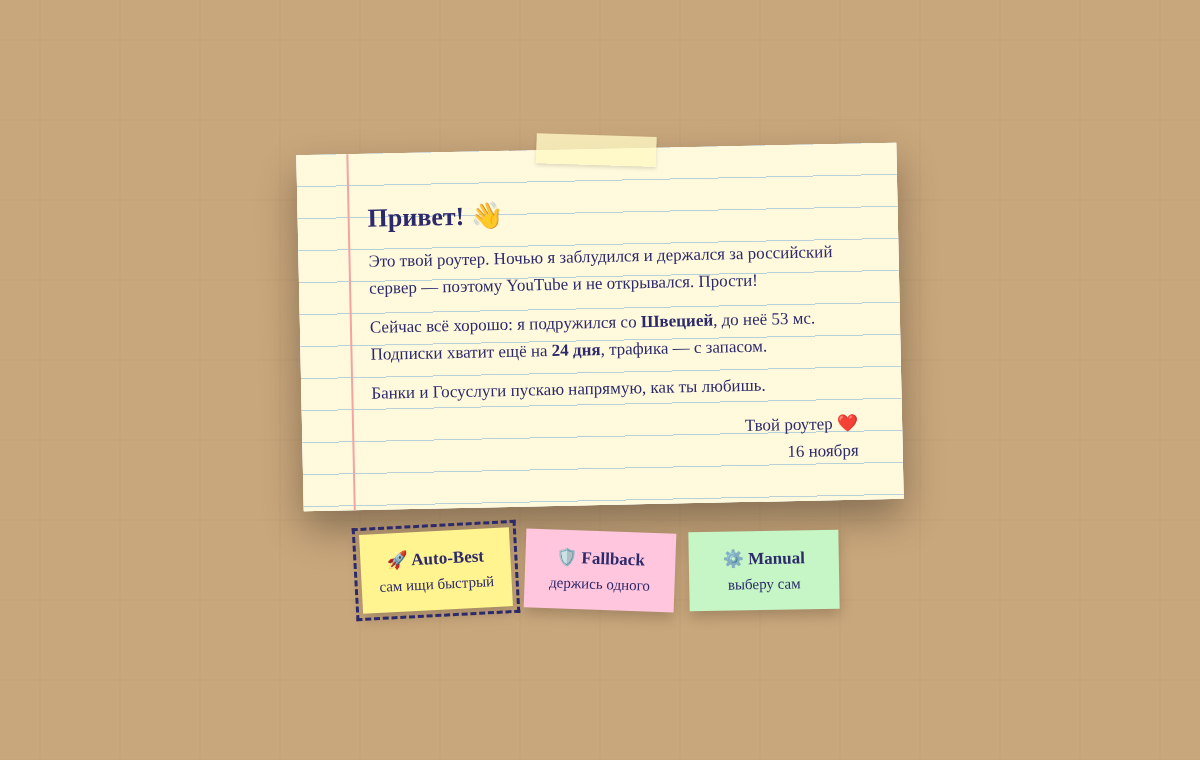 Привет! 👋
Это твой роутер. Ночью я заблудился и держался за российский
сервер — поэтому YouTube и не открывался. Прости!
Сейчас всё хорошо: я подружился со Швецией, до неё 53 мс.
Подписки хватит ещё на 24 дня, трафика — с запасом.
Банки и Госуслуги пускаю напрямую, как ты любишь.
Твой роутер ❤️
16 ноября
🚀 Auto-Best
сам ищи быстрый
🛡️ Fallback
держись одного
⚙️ Manual
выберу сам